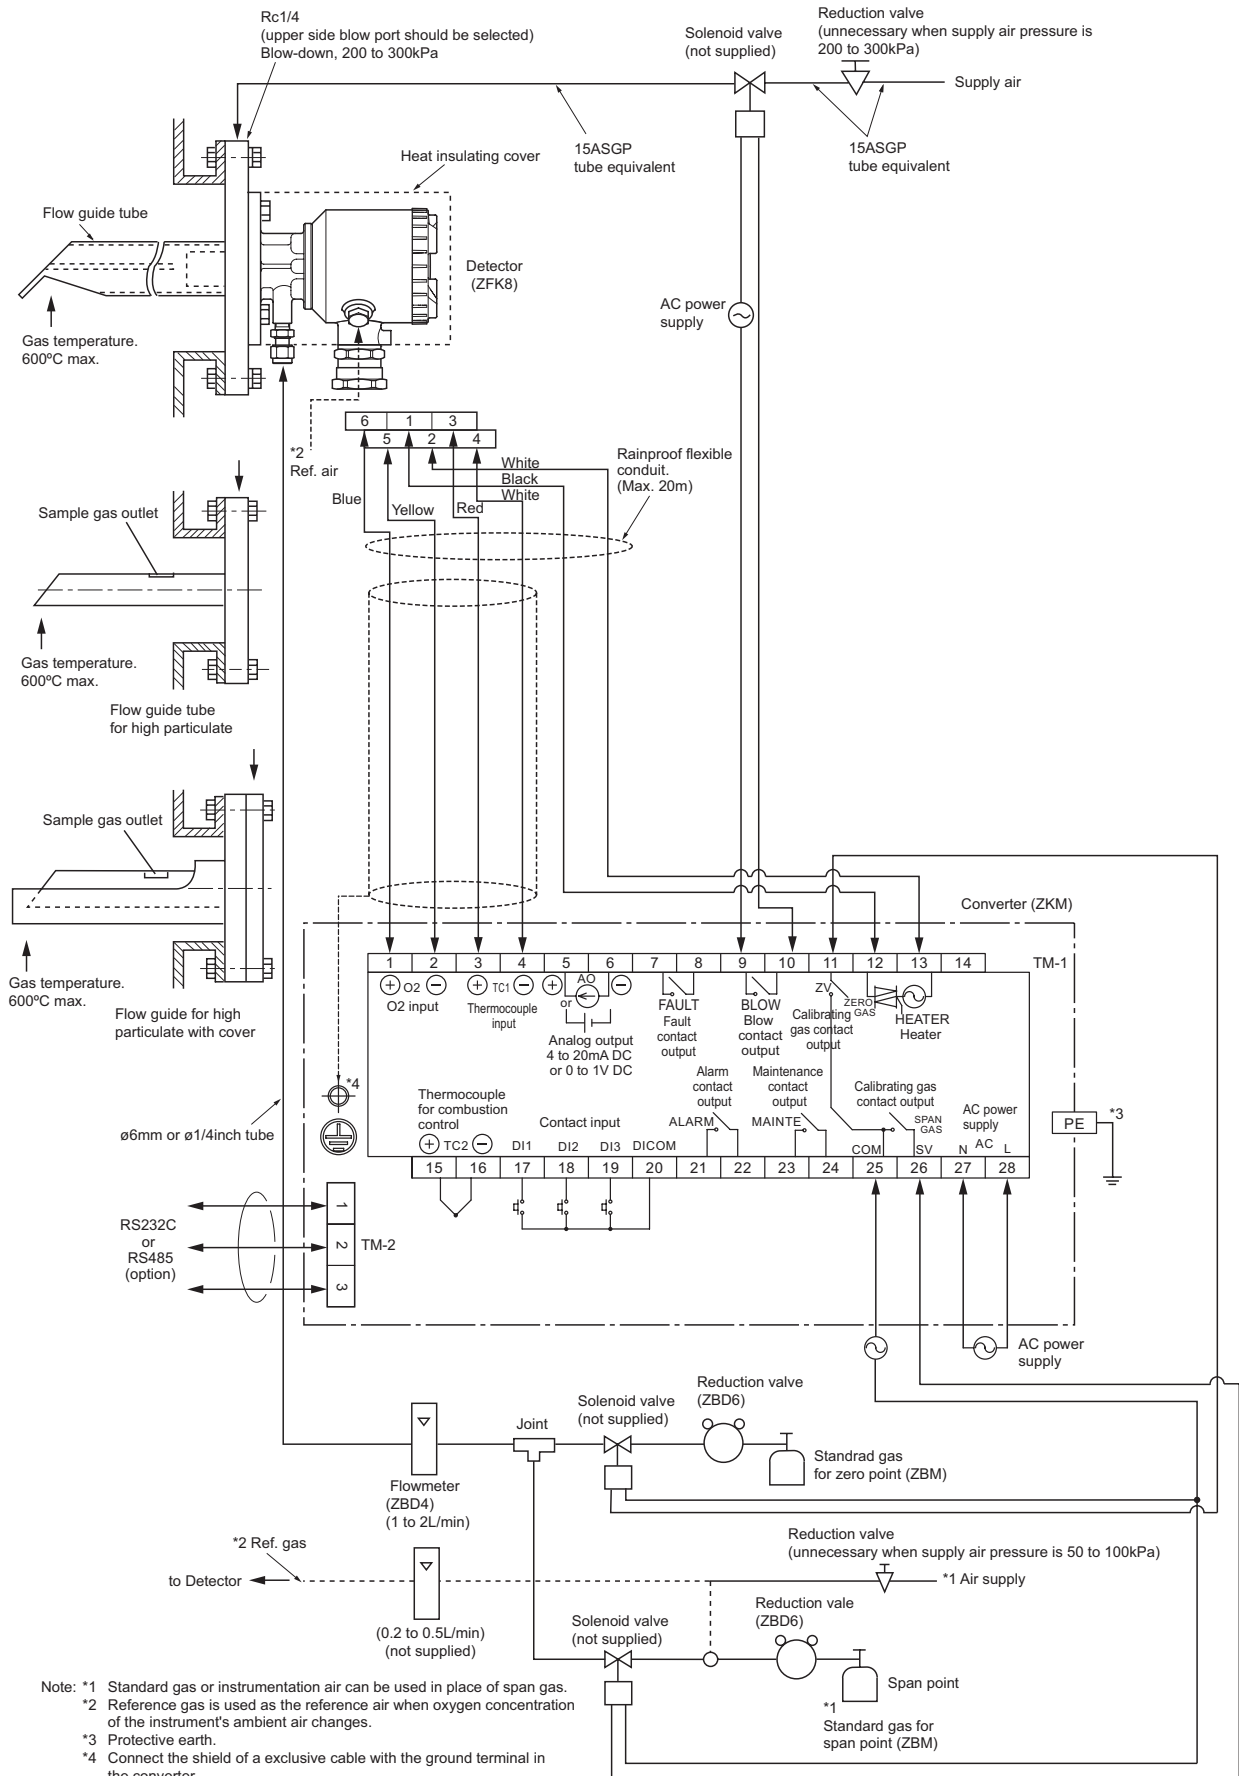 Rc1/4
(upper side blow port should be selected)
Blow-down, 200 to 300kPa
Solenoid valve
(not supplied)
Reduction valve
(unnecessary when supply air pressure is
200 to 300kPa)
Supply air
15ASGP
tube equivalent
15ASGP
tube equivalent
Heat insulating cover
Flow guide tube
Detector
(ZFK8)
AC power
supply
Gas temperature.
600ºC max.
6 1 3
5 2 4
*2
Ref. air
White
Black
White
Blue
Yellow
Red
Rainproof flexible
conduit.
(Max. 20m)
Sample gas outlet
Gas temperature.
600ºC max.
Flow guide tube
for high particulate
Sample gas outlet
Gas temperature.
600ºC max.
Flow guide for high
particulate with cover
Converter (ZKM)
1 2 3 4 5 6 7 8 9 10 11 12 13 14
TM-1
O2
O2 input
TC1
Thermocouple
input
AO
or
Analog output
4 to 20mA DC
or 0 to 1V DC
FAULT
Fault
contact
output
BLOW
Blow
contact
output
ZV
ZERO
GAS
Calibrating
gas contact
output
HEATER
Heater
*4
Thermocouple
for combustion
control
TC2
Contact input
DI1 DI2 DI3 DICOM
Alarm
contact
output
ALARM
Maintenance
contact
output
MAINTE
Calibrating gas
contact output
SPAN
GAS
COM
SV
AC power
supply
N AC L
PE
*3
15 16 17 18 19 20 21 22 23 24 25 26 27 28
ø6mm or ø1/4inch tube
RS232C
or
RS485
(option)
1
2
3
TM-2
AC power
supply
Flowmeter
(ZBD4)
(1 to 2L/min)
Joint
Solenoid valve
(not supplied)
Reduction valve
(ZBD6)
Standrad gas
for zero point (ZBM)
*2 Ref. gas
to Detector
(0.2 to 0.5L/min)
(not supplied)
Reduction valve
(unnecessary when supply air pressure is 50 to 100kPa)
*1 Air supply
Solenoid valve
(not supplied)
Reduction vale
(ZBD6)
Span point
*1
Standard gas for
span point (ZBM)
Note: *1 Standard gas or instrumentation air can be used in place of span gas.
*2 Reference gas is used as the reference air when oxygen concentration
of the instrument's ambient air changes.
*3 Protective earth.
*4 Connect the shield of a exclusive cable with the ground terminal in
the converter